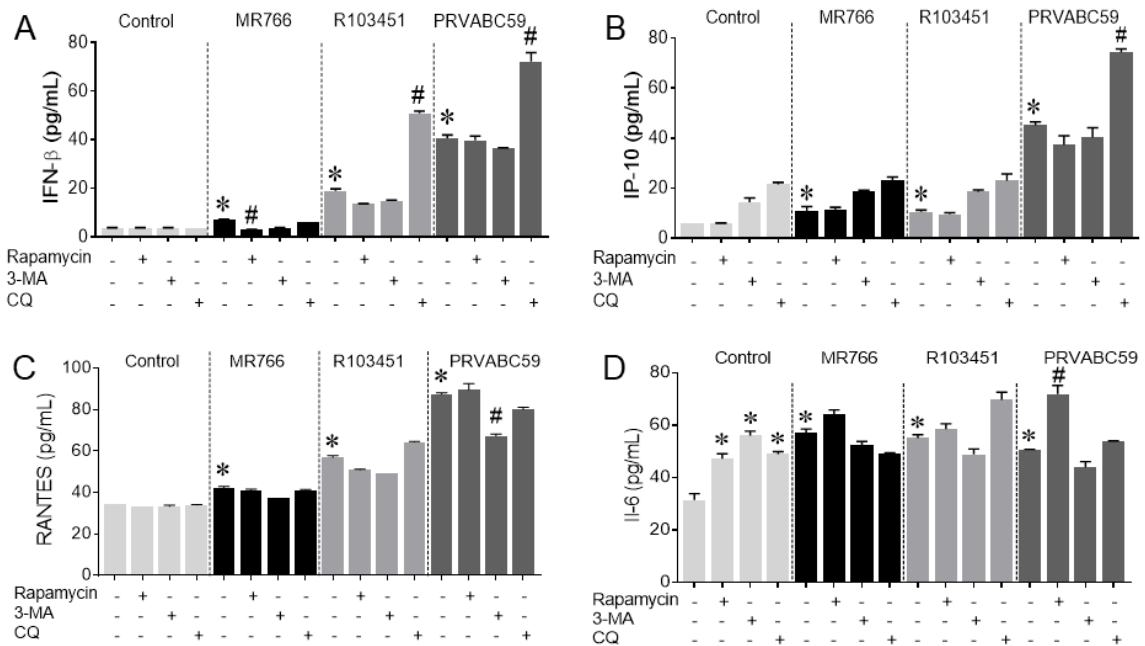 A
Control MR766 R103451 PRVABC59
IFN-β (pg/mL)
80
60
40
20
0
* # * # * #
Rapamycin - + - - - + - - - + - - - + - -
3-MA - - + - - - + - - - + - - - + -
CQ - - - + - - - + - - - + - - - +
B
Control MR766 R103451 PRVABC59
IP-10 (pg/mL)
80
60
40
20
0
* * * #
Rapamycin - + - - - + - - - + - - - + - -
3-MA - - + - - - + - - - + - - - + -
CQ - - - + - - - + - - - + - - - +
C
Control MR766 R103451 PRVABC59
RANTES (pg/mL)
100
80
60
40
20
0
* * * #
Rapamycin - + - - - + - - - + - - - + - -
3-MA - - + - - - + - - - + - - - + -
CQ - - - + - - - + - - - + - - - +
D
Control MR766 R103451 PRVABC59
Il-6 (pg/mL)
80
60
40
20
0
* * * * * * #
Rapamycin - + - - - + - - - + - - - + - -
3-MA - - + - - - + - - - + - - - + -
CQ - - - + - - - + - - - + - - - +